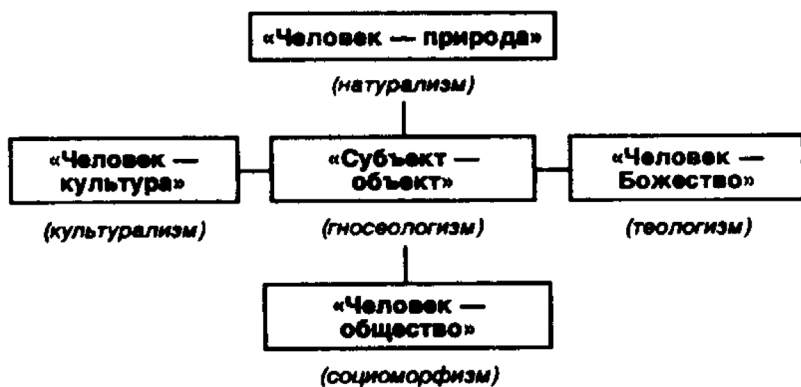 «Человек — природа»
(натурализм)
«Человек —
культура»
(культурализм)
«Субъект —
объект»
(гносеологизм)
«Человек —
Божество»
(теологизм)
«Человек —
общество»
(социоморфизм)